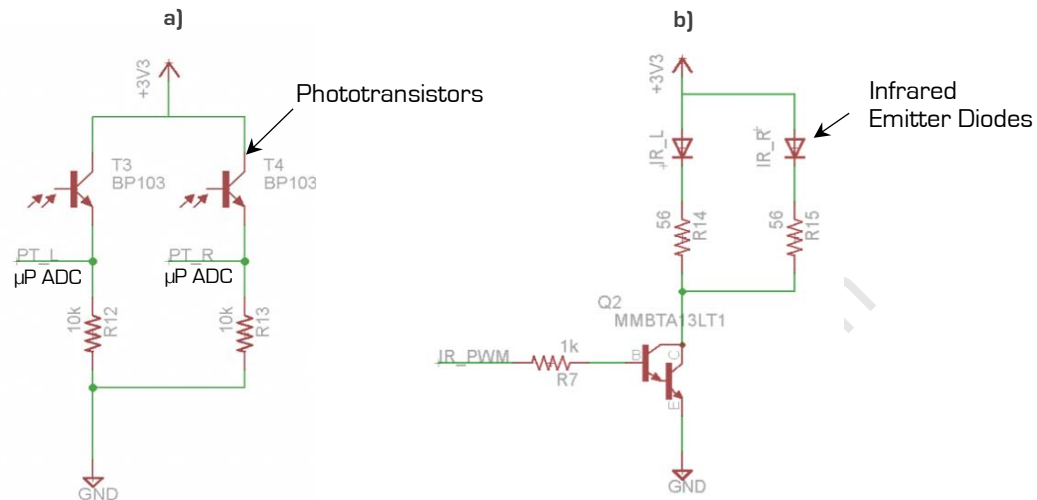 a)
+3V3
Phototransistors
T3
BP103
T4
BP103
PT_L
µP ADC
PT_R
µP ADC
10k
R12
10k
R13
GND
b)
+3V3
Infrared
Emitter Diodes
IR_L
+
IR_R
+
56
R14
56
R15
Q2
MMBTA13LT1
IR_PWM
1k
R7
B
C
E
GND